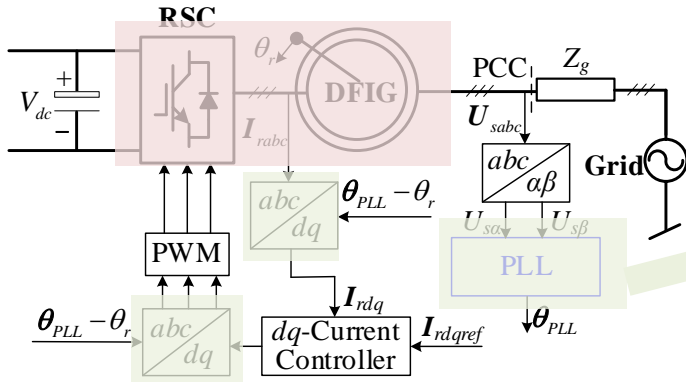 RSC
θr
PCC
Zg
+
Vdc
−
DFIG
Irabc
Usabc
abc
αβ
Grid
abc
dq
θPLL − θr
Usα
Usβ
PWM
PLL
Irdq
θPLL − θr
abc
dq
dq-Current
Controller
Irdqref
θPLL